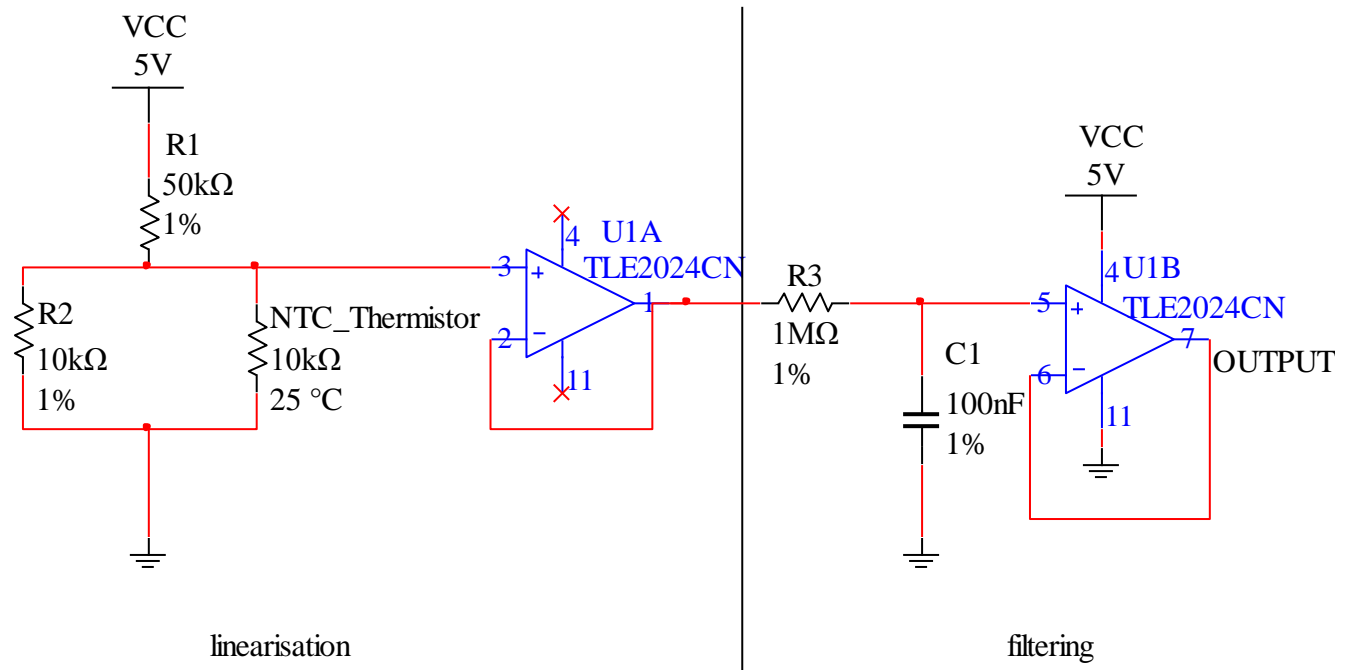 VCC
5V
R1
50kΩ
1%
R2
10kΩ
1%
NTC_Thermistor
10kΩ
25 °C
3
2
4
11
1
U1A
TLE2024CN
R3
1MΩ
1%
C1
100nF
1%
VCC
5V
5
6
4
11
7
U1B
TLE2024CN
OUTPUT
linearisation
filtering